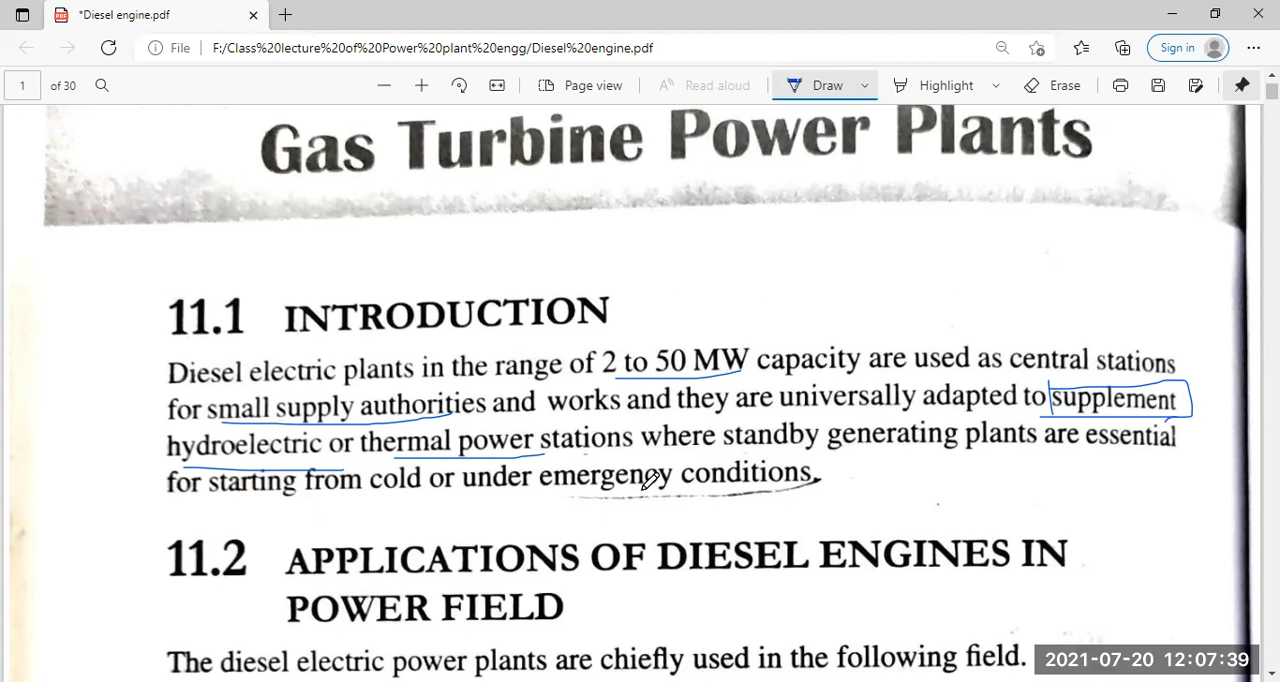 *Diesel engine.pdf
File F:/Class%20lecture%20of%20Power%20plant%20engg/Diesel%20engine.pdf
Sign in
1 of 30
Page view
Read aloud
Draw
Highlight
Erase
Gas Turbine Power Plants
11.1 INTRODUCTION
Diesel electric plants in the range of 2 to 50 MW capacity are used as central stations
for small supply authorities and works and they are universally adapted to supplement
hydroelectric or thermal power stations where standby generating plants are essential
for starting from cold or under emergency conditions.
11.2 APPLICATIONS OF DIESEL ENGINES IN
POWER FIELD
The diesel electric power plants are chiefly used in the following field.
2021-07-20 12:07:39